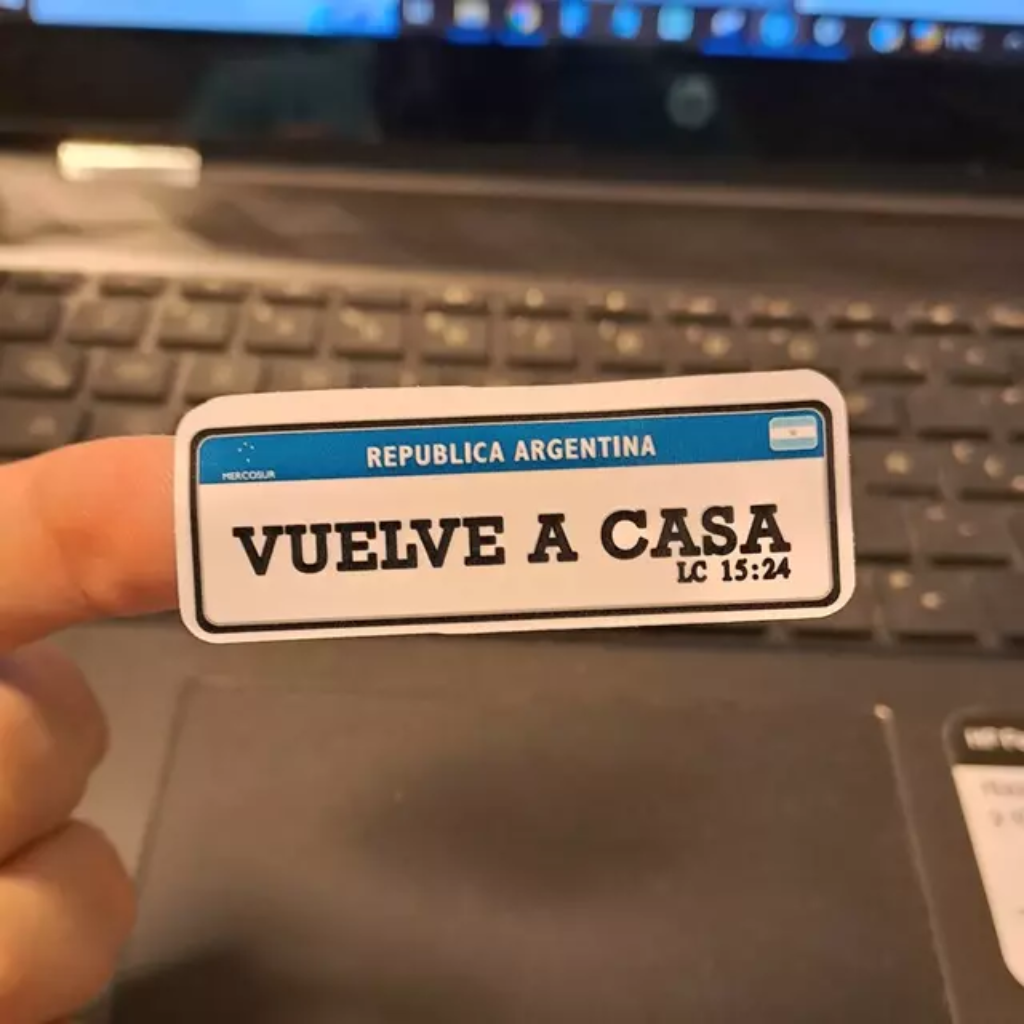 REPUBLICA ARGENTINA
MERCOSUR
VUELVE A CASA
LC 15:24